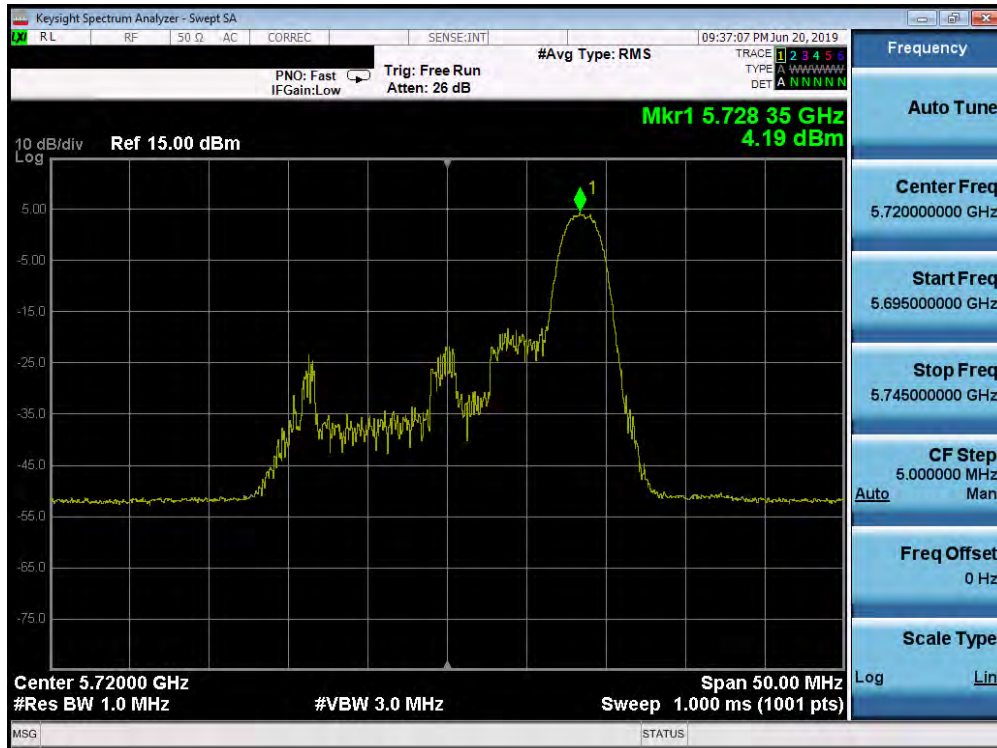 Keysight Spectrum Analyzer - Swept SA
LXI RL RF 50 Ω AC CORREC SENSE:INT 09:37:07 PM Jun 20, 2019
#Avg Type: RMS
TRACE 1 2 3 4 5 6
PNO: Fast Trig: Free Run TYPE A WWWWW
IFGain:Low Atten: 26 dB DET A N N N N N
Mkr1 5.728 35 GHz
4.19 dBm
10 dB/div Ref 15.00 dBm
Log
1
5.00
-5.00
-15.0
-25.0
-35.0
-45.0
-55.0
-65.0
-75.0
Center 5.72000 GHz Span 50.00 MHz
#Res BW 1.0 MHz #VBW 3.0 MHz Sweep 1.000 ms (1001 pts)
MSG STATUS
Frequency
Auto Tune
Center Freq
5.720000000 GHz
Start Freq
5.695000000 GHz
Stop Freq
5.745000000 GHz
CF Step
5.000000 MHz
Auto Man
Freq Offset
0 Hz
Scale Type
Log Lin